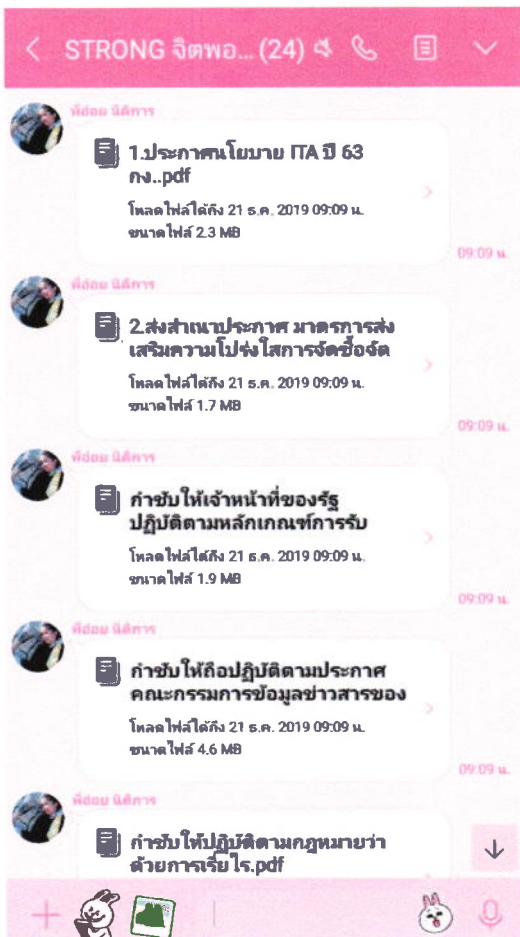 STRONG จิตพอ... (24)
พี่อ๋อย นิติการ
1.ประกาศนโยบาย ITA ปี 63
กง..pdf
โหลดไฟล์ได้ถึง 21 ธ.ค. 2019 09:09 น.
ขนาดไฟล์ 2.3 MB
09:09 น.
พี่อ๋อย นิติการ
2.ส่งสำเนาประกาศ มาตรการส่ง
เสริมความโปร่งใสการจัดซื้อจัด
โหลดไฟล์ได้ถึง 21 ธ.ค. 2019 09:09 น.
ขนาดไฟล์ 1.7 MB
09:09 น.
พี่อ๋อย นิติการ
กำชับให้เจ้าหน้าที่ของรัฐ
ปฏิบัติตามหลักเกณฑ์การรับ
โหลดไฟล์ได้ถึง 21 ธ.ค. 2019 09:09 น.
ขนาดไฟล์ 1.9 MB
09:09 น.
พี่อ๋อย นิติการ
กำชับให้ถือปฏิบัติตามประกาศ
คณะกรรมการข้อมูลข่าวสารของ
โหลดไฟล์ได้ถึง 21 ธ.ค. 2019 09:09 น.
ขนาดไฟล์ 4.6 MB
09:09 น.
พี่อ๋อย นิติการ
กำชับให้ปฏิบัติตามกฎหมายว่า
ด้วยการเรี่ยไร.pdf